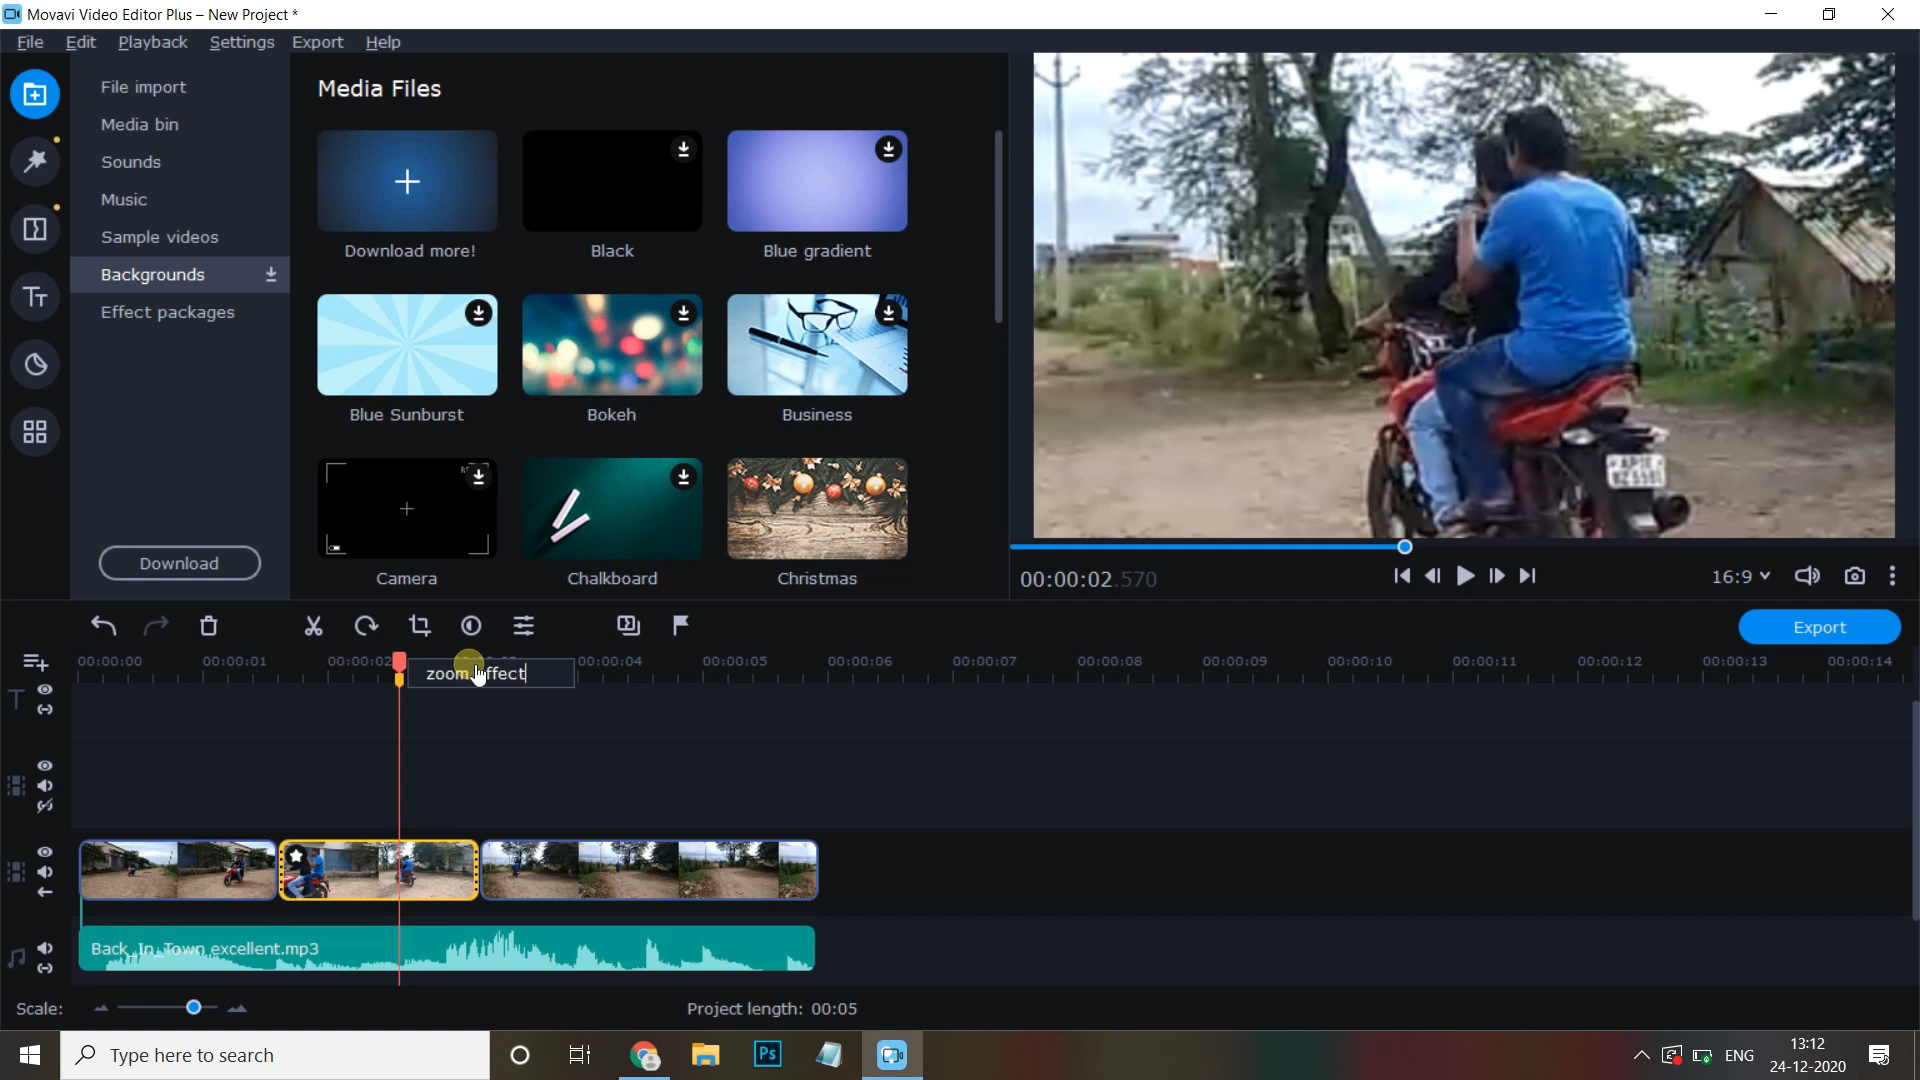 Movavi Video Editor Plus – New Project *
File Edit Playback Settings Export Help
File import
Media bin
Sounds
Music
Sample videos
Backgrounds
Effect packages
Download
Media Files
Download more!
Black
Blue gradient
Blue Sunburst
Bokeh
Business
Camera
Chalkboard
Christmas
00:00:02.570
16:9
Export
00:00:00 00:00:01 00:00:02 00:00:04 00:00:05 00:00:06 00:00:07 00:00:08 00:00:09 00:00:10 00:00:11 00:00:12 00:00:13 00:00:14
zoom effect
Back_In_Town excellent.mp3
Scale:
Project length: 00:05
Type here to search
Ps
ENG
13:12
24-12-2020